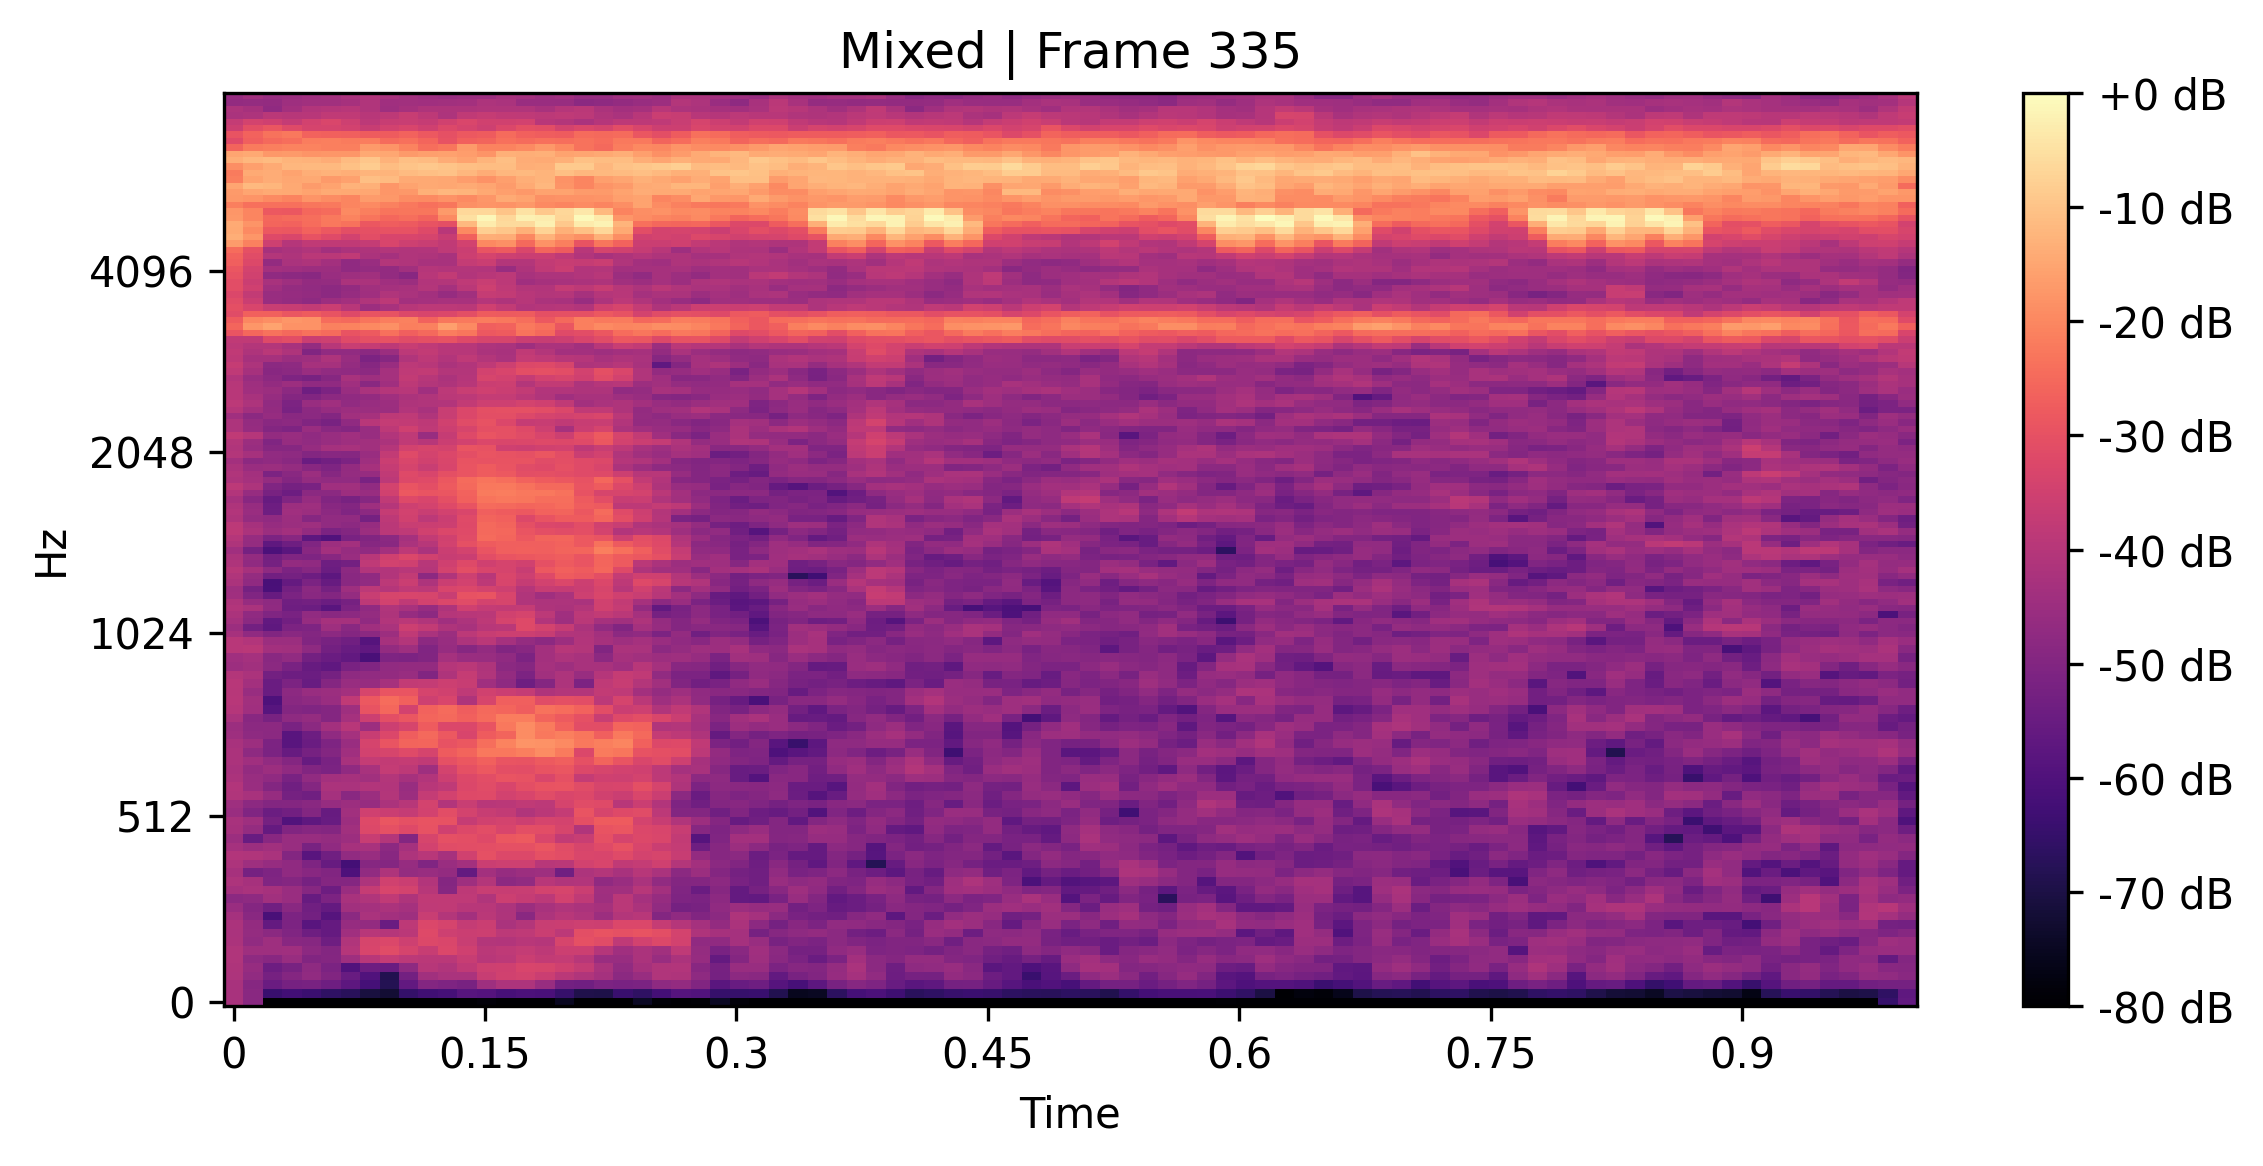 Mixed | Frame 335
+0 dB
-10 dB
-20 dB
-30 dB
-40 dB
-50 dB
-60 dB
-70 dB
-80 dB
Hz
4096
2048
1024
512
0
0 0.15 0.3 0.45 0.6 0.75 0.9
Time